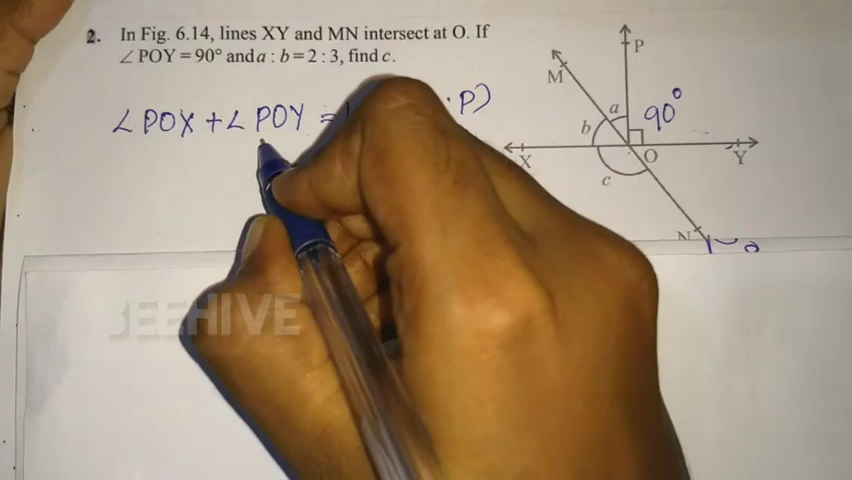 2. In Fig. 6.14, lines XY and MN intersect at O. If
∠ POY = 90° and a : b = 2 : 3, find c.
∠ POX + ∠ POY =
P)
P
M
a
90°
b
X
O
Y
c
N
BEEHIVE